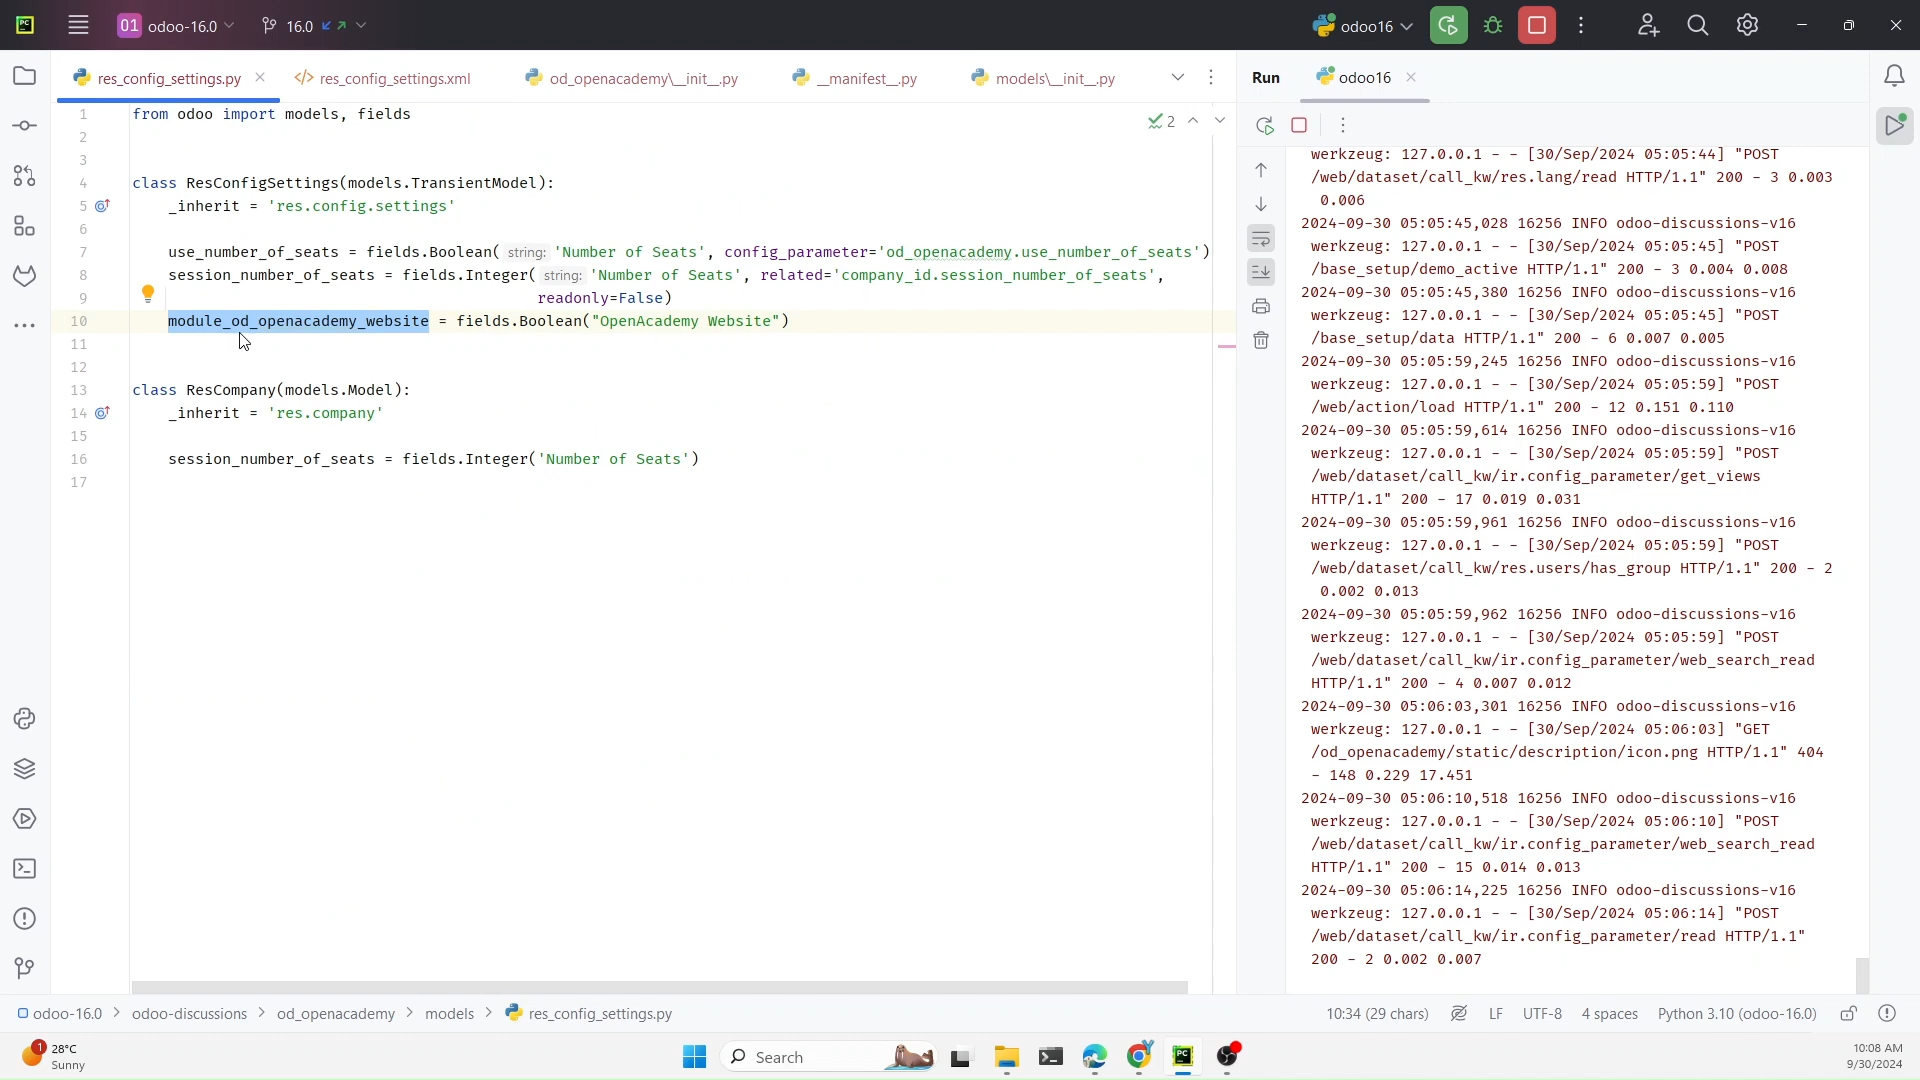 PC
01 odoo-16.0
16.0
odoo16
res_config_settings.py
res_config_settings.xml
od_openacademy\__init__.py
__manifest__.py
models\__init__.py
Run
odoo16
2
1 from odoo import models, fields
2
3
4 class ResConfigSettings(models.TransientModel):
5 _inherit = 'res.config.settings'
6
7 use_number_of_seats = fields.Boolean( string: 'Number of Seats', config_parameter='od_openacademy.use_number_of_seats')
8 session_number_of_seats = fields.Integer( string: 'Number of Seats', related='company_id.session_number_of_seats',
9 readonly=False)
10 module_od_openacademy_website = fields.Boolean("OpenAcademy Website")
11
12
13 class ResCompany(models.Model):
14 _inherit = 'res.company'
15
16 session_number_of_seats = fields.Integer('Number of Seats')
17
werkzeug: 127.0.0.1 - - [30/Sep/2024 05:05:44] "POST
/web/dataset/call_kw/res.lang/read HTTP/1.1" 200 - 3 0.003
0.006
2024-09-30 05:05:45,028 16256 INFO odoo-discussions-v16
werkzeug: 127.0.0.1 - - [30/Sep/2024 05:05:45] "POST
/base_setup/demo_active HTTP/1.1" 200 - 3 0.004 0.008
2024-09-30 05:05:45,380 16256 INFO odoo-discussions-v16
werkzeug: 127.0.0.1 - - [30/Sep/2024 05:05:45] "POST
/base_setup/data HTTP/1.1" 200 - 6 0.007 0.005
2024-09-30 05:05:59,245 16256 INFO odoo-discussions-v16
werkzeug: 127.0.0.1 - - [30/Sep/2024 05:05:59] "POST
/web/action/load HTTP/1.1" 200 - 12 0.151 0.110
2024-09-30 05:05:59,614 16256 INFO odoo-discussions-v16
werkzeug: 127.0.0.1 - - [30/Sep/2024 05:05:59] "POST
/web/dataset/call_kw/ir.config_parameter/get_views
HTTP/1.1" 200 - 17 0.019 0.031
2024-09-30 05:05:59,961 16256 INFO odoo-discussions-v16
werkzeug: 127.0.0.1 - - [30/Sep/2024 05:05:59] "POST
/web/dataset/call_kw/res.users/has_group HTTP/1.1" 200 - 2
0.002 0.013
2024-09-30 05:05:59,962 16256 INFO odoo-discussions-v16
werkzeug: 127.0.0.1 - - [30/Sep/2024 05:05:59] "POST
/web/dataset/call_kw/ir.config_parameter/web_search_read
HTTP/1.1" 200 - 4 0.007 0.012
2024-09-30 05:06:03,301 16256 INFO odoo-discussions-v16
werkzeug: 127.0.0.1 - - [30/Sep/2024 05:06:03] "GET
/od_openacademy/static/description/icon.png HTTP/1.1" 404
- 148 0.229 17.451
2024-09-30 05:06:10,518 16256 INFO odoo-discussions-v16
werkzeug: 127.0.0.1 - - [30/Sep/2024 05:06:10] "POST
/web/dataset/call_kw/ir.config_parameter/web_search_read
HTTP/1.1" 200 - 15 0.014 0.013
2024-09-30 05:06:14,225 16256 INFO odoo-discussions-v16
werkzeug: 127.0.0.1 - - [30/Sep/2024 05:06:14] "POST
/web/dataset/call_kw/ir.config_parameter/read HTTP/1.1"
200 - 2 0.002 0.007
odoo-16.0 > odoo-discussions > od_openacademy > models > res_config_settings.py
10:34 (29 chars) LF UTF-8 4 spaces Python 3.10 (odoo-16.0)
1
28°C
Sunny
Search
PC
10:08 AM
9/30/2024